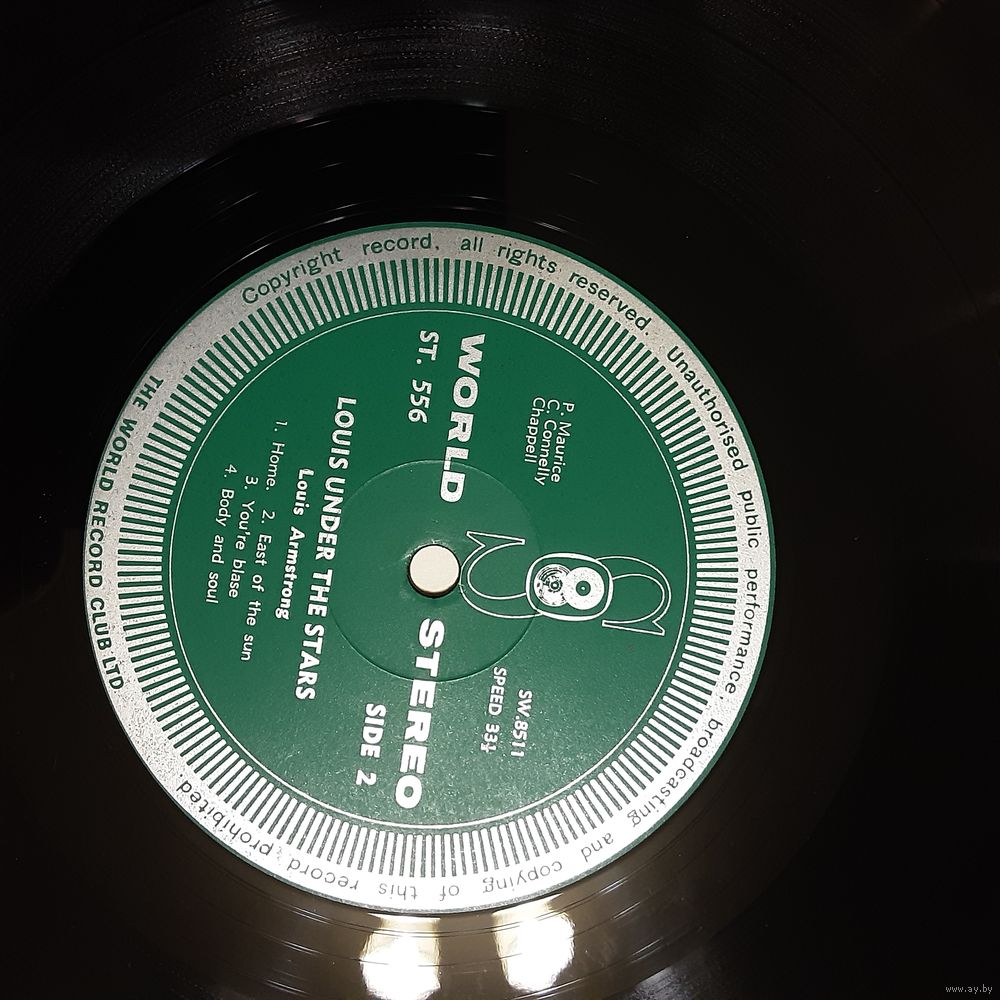 Copyright record, all rights reserved. Unauthorised public performance, broadcasting and copying of this record prohibited.
P. Maurice
C. Connelly
Chappell
SW.8511
SPEED 33⅓
WORLD STEREO
ST. 556
SIDE 2
LOUIS UNDER THE STARS
Louis Armstrong
1. Home. 2. East of the sun
3. You're blase
4. Body and soul
THE WORLD RECORD CLUB LTD
www.ay.by